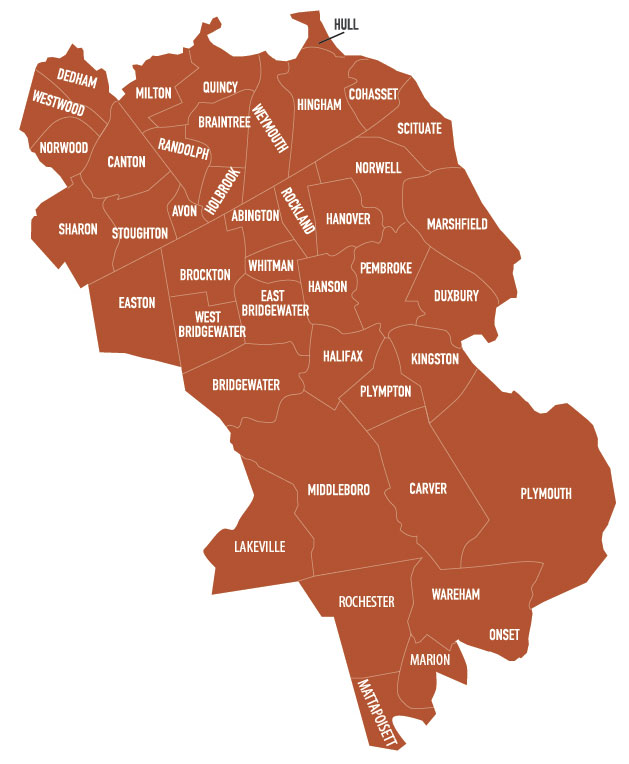 HULL
DEDHAM
MILTON
QUINCY
WESTWOOD
HINGHAM
COHASSET
BRAINTREE
WEYMOUTH
SCITUATE
NORWOOD
CANTON
RANDOLPH
NORWELL
HOLBROOK
AVON
ABINGTON
ROCKLAND
HANOVER
MARSHFIELD
SHARON
STOUGHTON
BROCKTON
WHITMAN
PEMBROKE
HANSON
DUXBURY
EASTON
EAST
BRIDGEWATER
WEST
BRIDGEWATER
HALIFAX
KINGSTON
BRIDGEWATER
PLYMPTON
MIDDLEBORO
CARVER
PLYMOUTH
LAKEVILLE
ROCHESTER
WAREHAM
ONSET
MARION
MATTAPOISETT